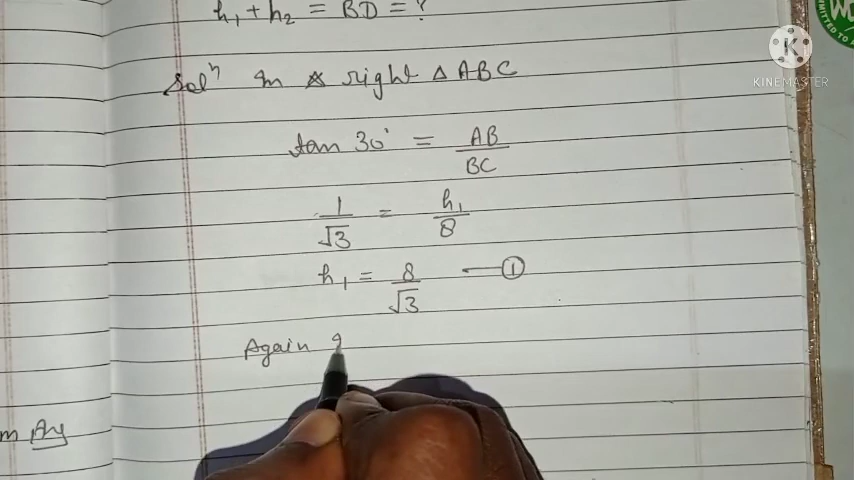 h₁ + h₂ = BD = ?
K
KINEMASTER
Solⁿ In right △ ABC
tan 30° = AB/BC
1/√3 = h₁/8
h₁ = 8/√3 —①
Again
m Ay